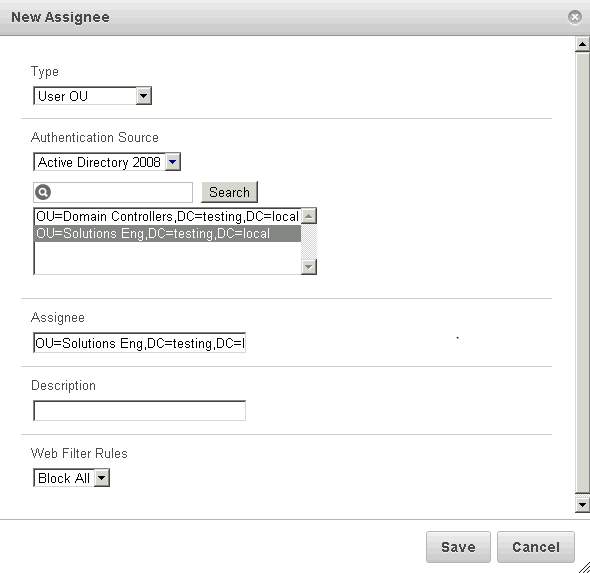 New Assignee
Type
User OU
Authentication Source
Active Directory 2008
Search
OU=Domain Controllers,DC=testing,DC=local
OU=Solutions Eng,DC=testing,DC=local
Assignee
OU=Solutions Eng,DC=testing,DC=l
Description
Web Filter Rules
Block All
Save Cancel